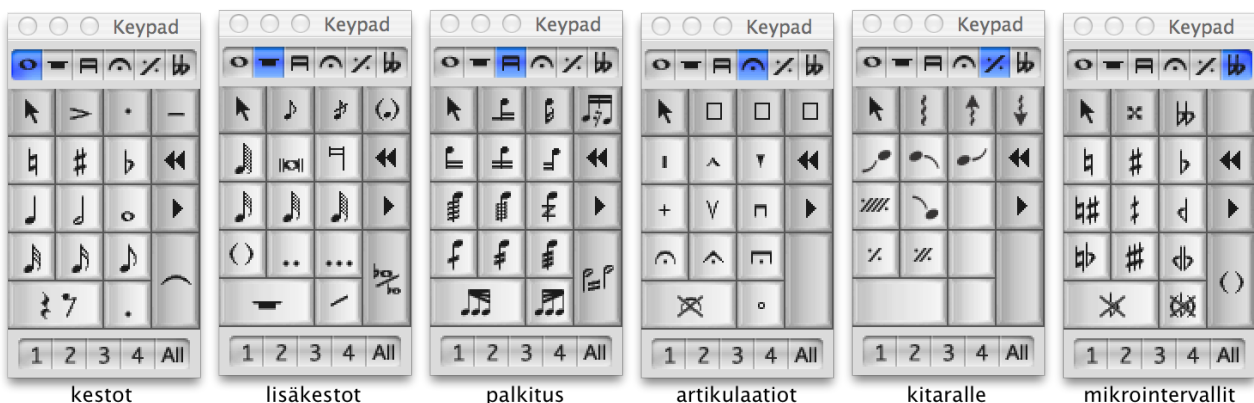 Keypad Keypad Keypad Keypad Keypad Keypad
1 2 3 4 All 1 2 3 4 All 1 2 3 4 All 1 2 3 4 All 1 2 3 4 All 1 2 3 4 All
kestot lisäkestot palkitus artikulaatiot kitaralle mikrointervallit